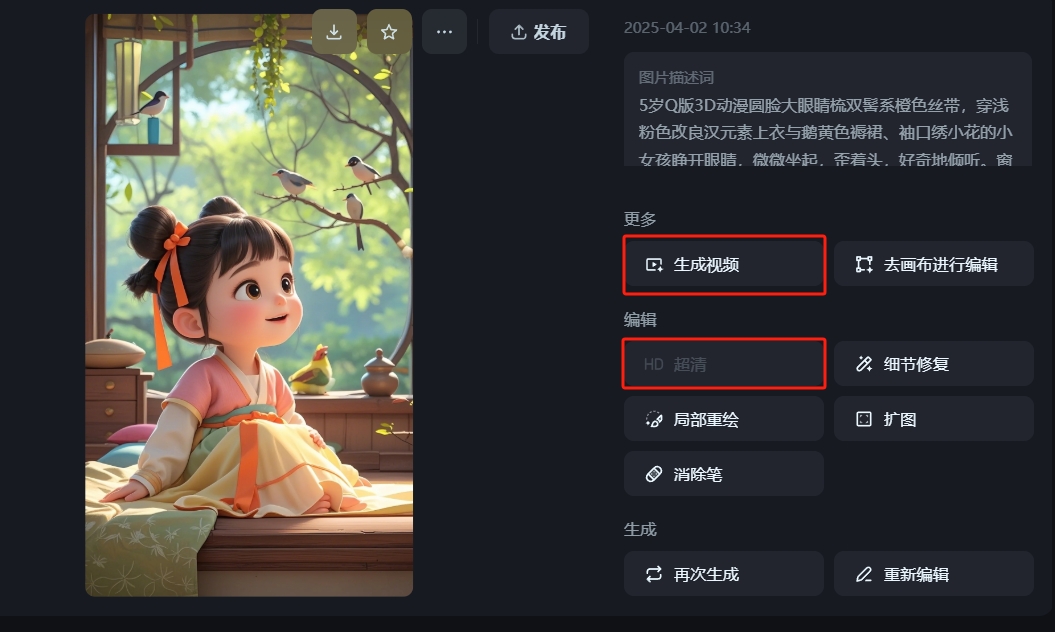 发布
2025-04-02 10:34
图片描述词
5岁Q版3D动漫圆脸大眼睛梳双髻系橙色丝带，穿浅
粉色改良汉元素上衣与鹅黄色褥裙、袖口绣小花的小
女孩睁开眼睛，微微坐起，歪着头，好奇地倾听。窗
更多
生成视频
去画布进行编辑
编辑
HD 超清
细节修复
局部重绘
扩图
消除笔
生成
再次生成
重新编辑